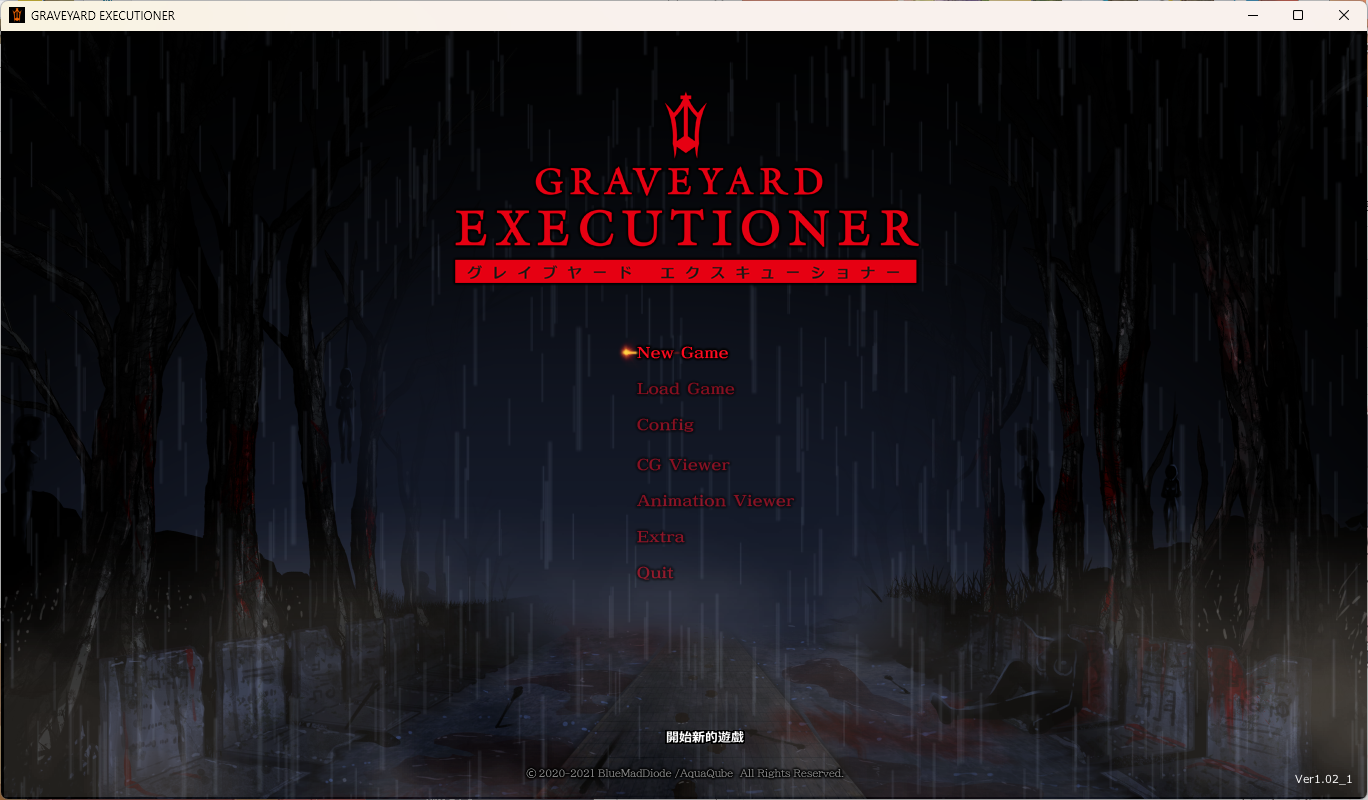 GRAVEYARD EXECUTIONER
GRAVEYARD
EXECUTIONER
グレイブヤード エクスキューショナー
New Game
Load Game
Config
CG Viewer
Animation Viewer
Extra
Quit
開始新的遊戲
© 2020-2021 BlueMadDiode /AquaQube All Rights Reserved.
Ver1.02_1